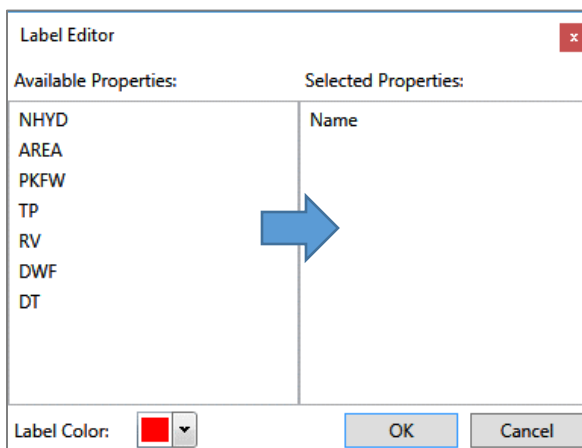 Label Editor
x
Available Properties:
Selected Properties:
NHYD
AREA
PKFW
TP
RV
DWF
DT
Name
Label Color:
OK
Cancel